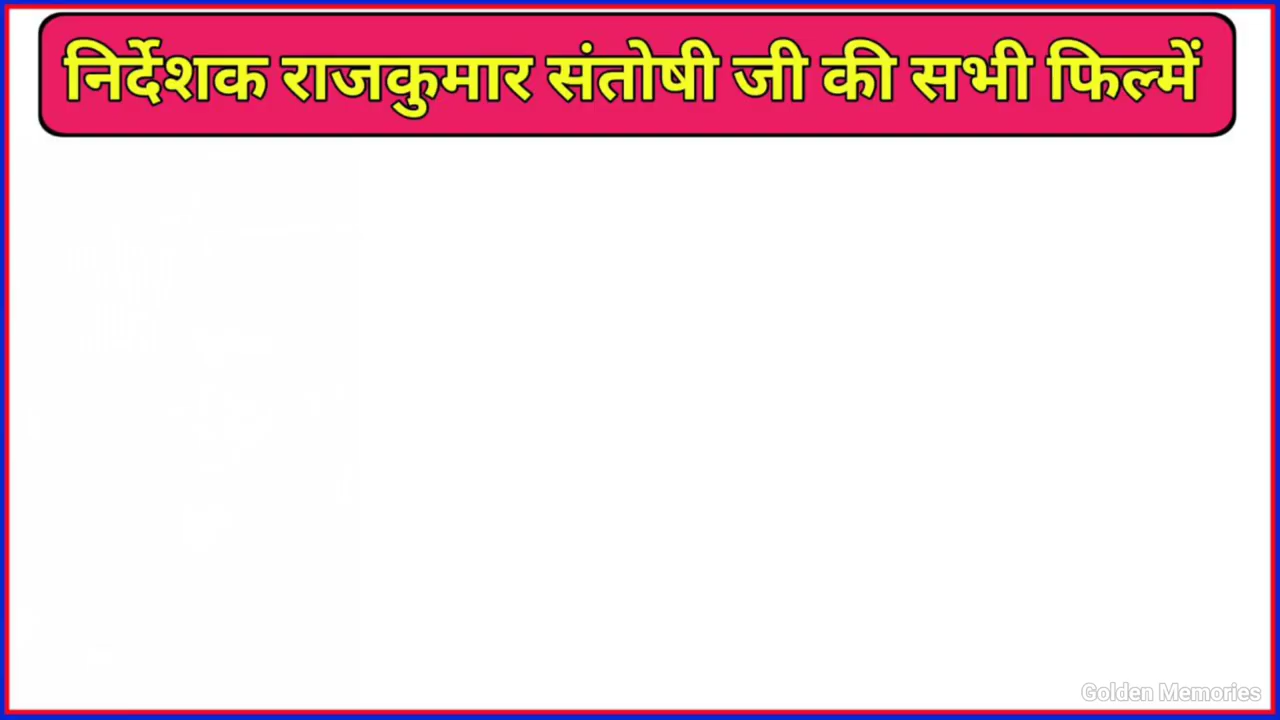 निर्देशक राजकुमार संतोषी जी की सभी फिल्में
Golden Memories